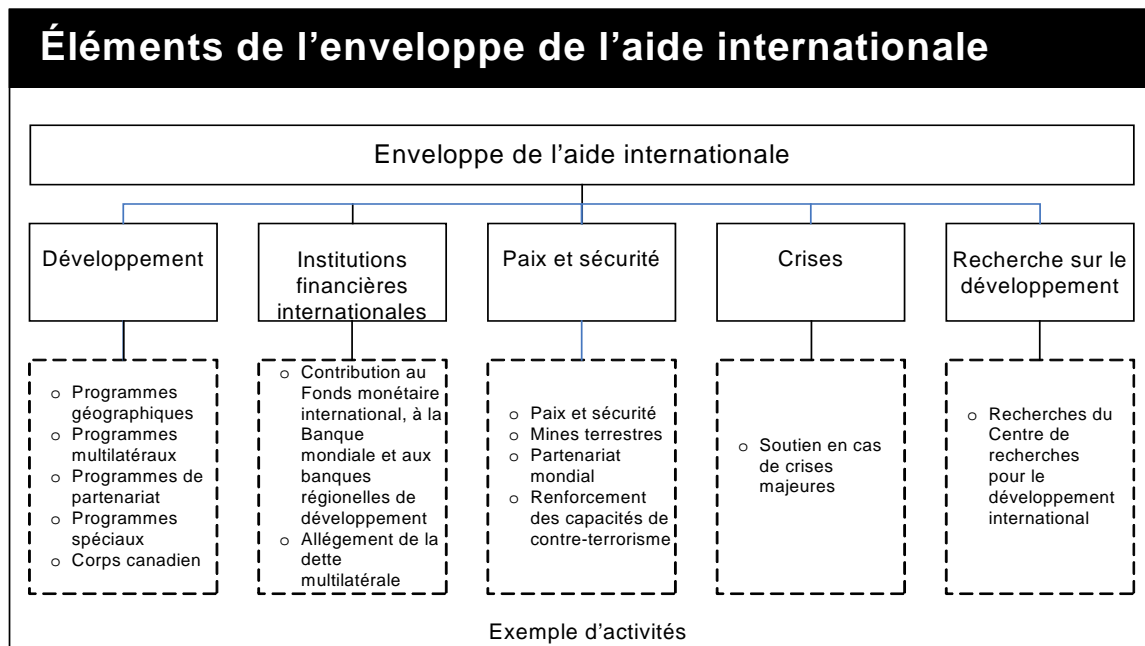 Éléments de l’enveloppe de l’aide internationale
Enveloppe de l’aide internationale
Développement
Institutions
financières
internationales
Paix et sécurité
Crises
Recherche sur le
développement
o Programmes
géographiques
o Programmes
multilatéraux
o Programmes de
partenariat
o Programmes
spéciaux
o Corps canadien
o Contribution au
Fonds monétaire
international, à la
Banque
mondiale et aux
banques
régionales de
développement
o Allégement de la
dette
multilatérale
o Paix et sécurité
o Mines terrestres
o Partenariat
mondial
o Renforcement
des capacités de
contre-terrorisme
o Soutien en cas
de crises
majeures
o Recherches du
Centre de
recherches
pour le
développement
international
Exemple d’activités